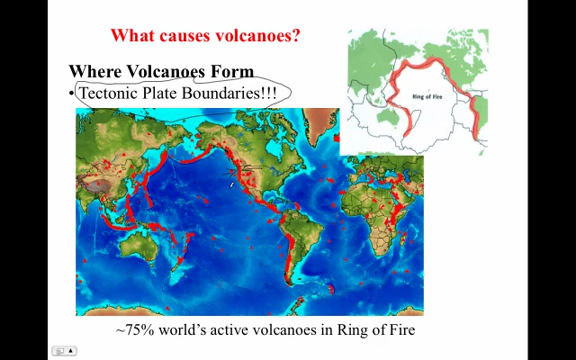 What causes volcanoes?
Where Volcanoes Form
• Tectonic Plate Boundaries!!!
Ring of Fire
~75% world's active volcanoes in Ring of Fire